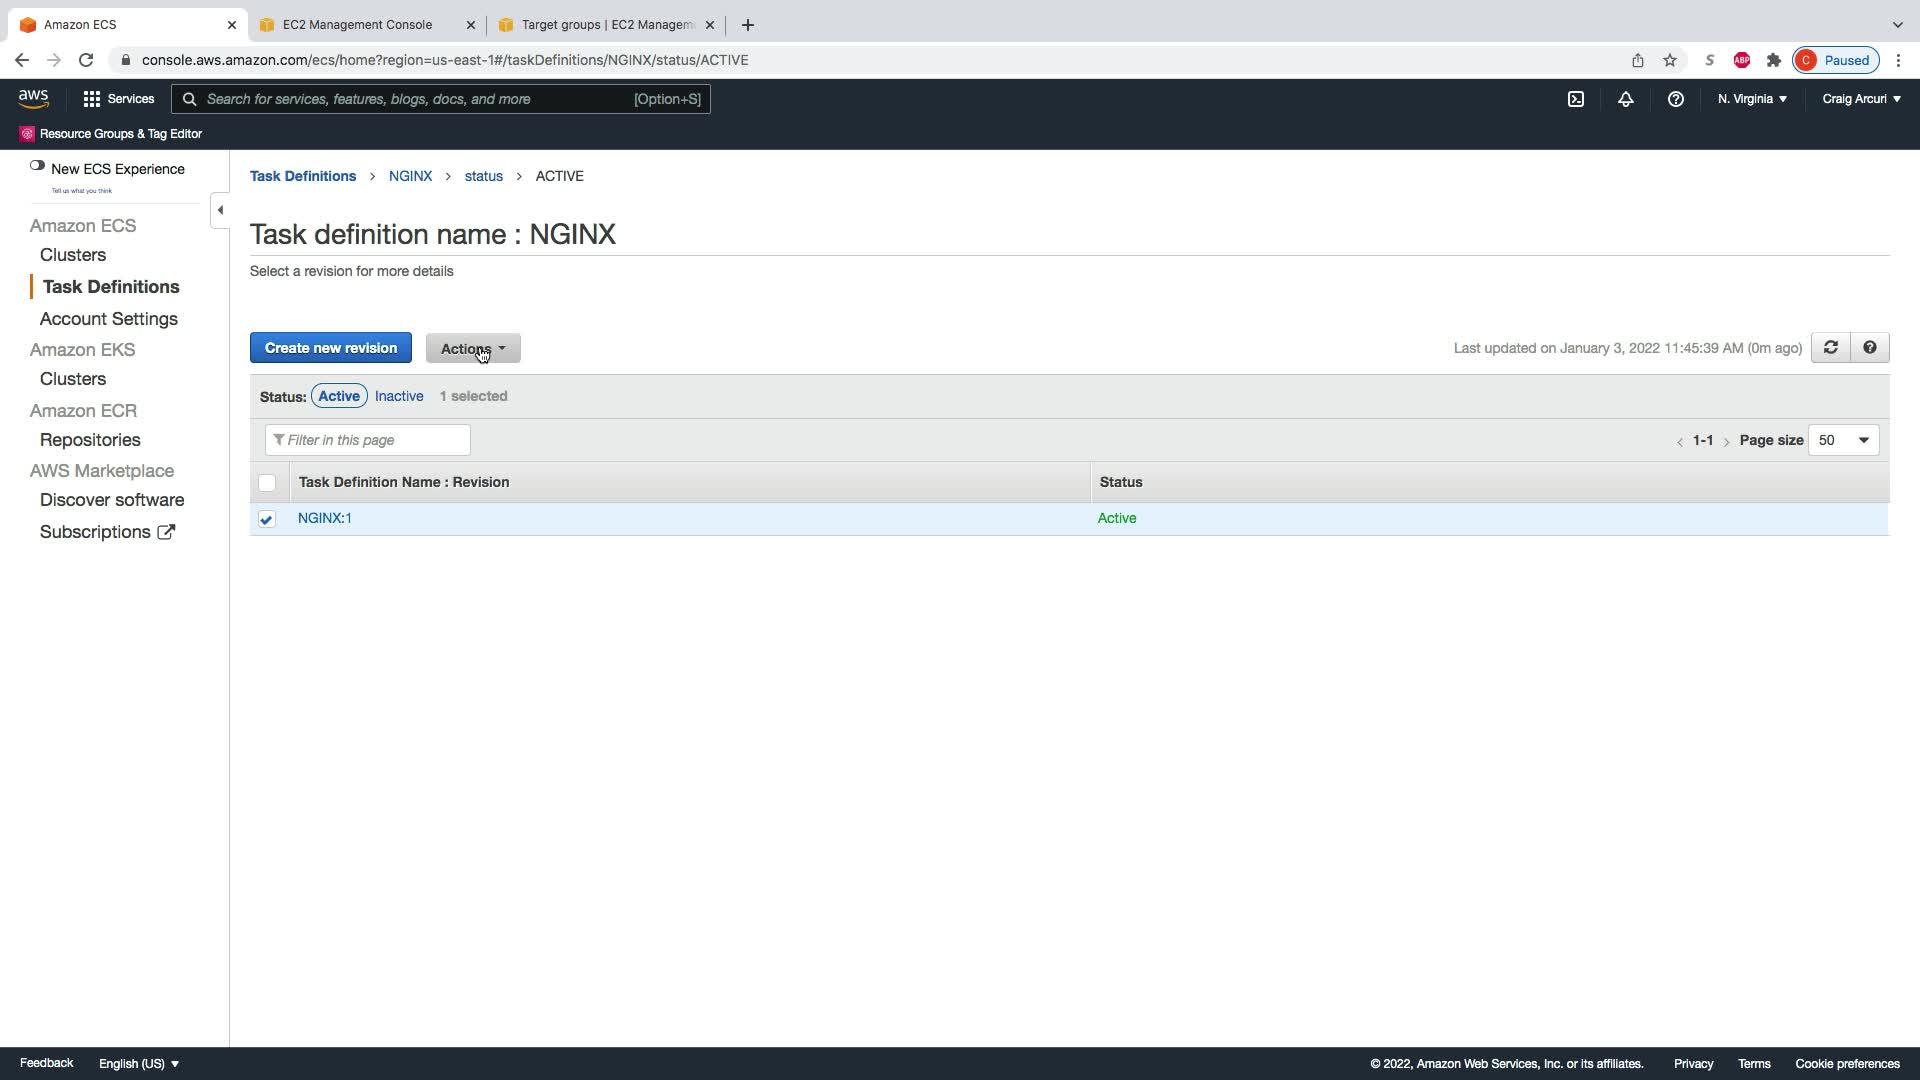 Amazon ECS
EC2 Management Console
Target groups | EC2 Managem
console.aws.amazon.com/ecs/home?region=us-east-1#/taskDefinitions/NGINX/status/ACTIVE
S
ABP
C
Paused
aws
Services
Search for services, features, blogs, docs, and more
[Option+S]
N. Virginia
Craig Arcuri
Resource Groups & Tag Editor
New ECS Experience
Tell us what you think
Amazon ECS
Clusters
Task Definitions
Account Settings
Amazon EKS
Clusters
Amazon ECR
Repositories
AWS Marketplace
Discover software
Subscriptions
Task Definitions > NGINX > status > ACTIVE
Task definition name : NGINX
Select a revision for more details
Create new revision
Actions
Last updated on January 3, 2022 11:45:39 AM (0m ago)
Status: Active Inactive 1 selected
Filter in this page
< 1-1 > Page size 50
Task Definition Name : Revision
Status
NGINX:1
Active
Feedback
English (US)
© 2022, Amazon Web Services, Inc. or its affiliates.
Privacy
Terms
Cookie preferences